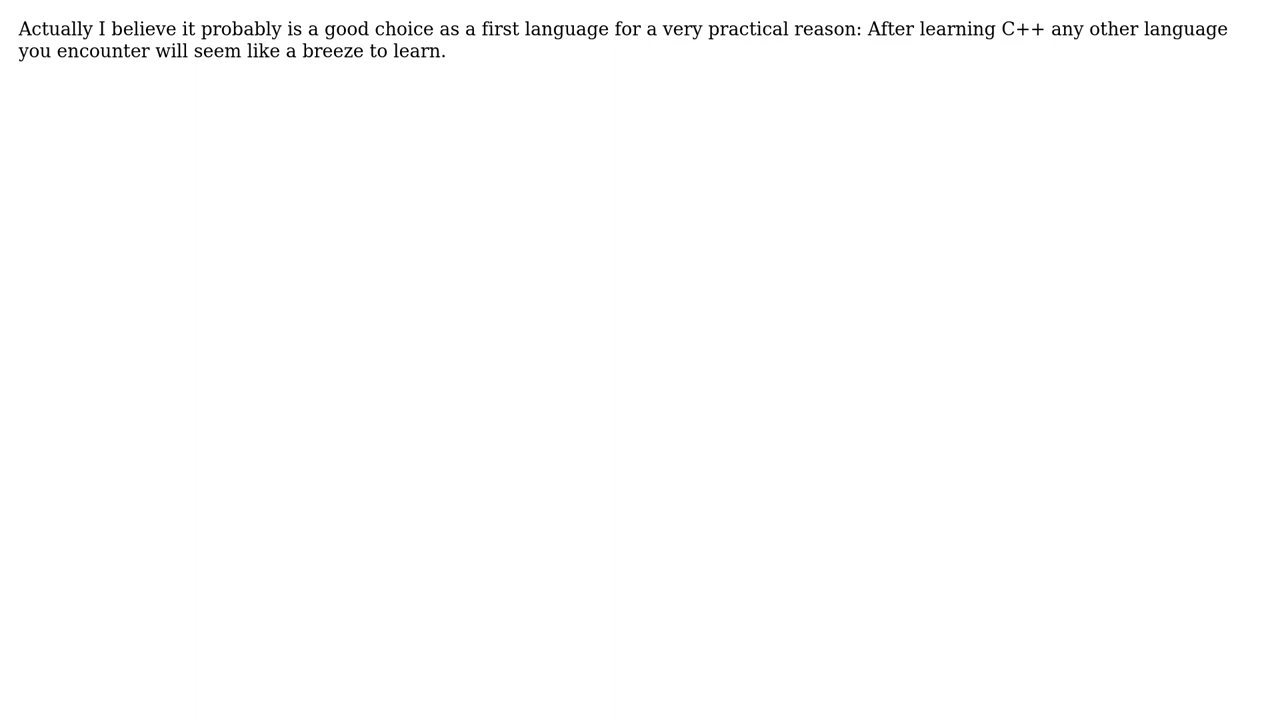 Actually I believe it probably is a good choice as a first language for a very practical reason: After learning C++ any other language
you encounter will seem like a breeze to learn.